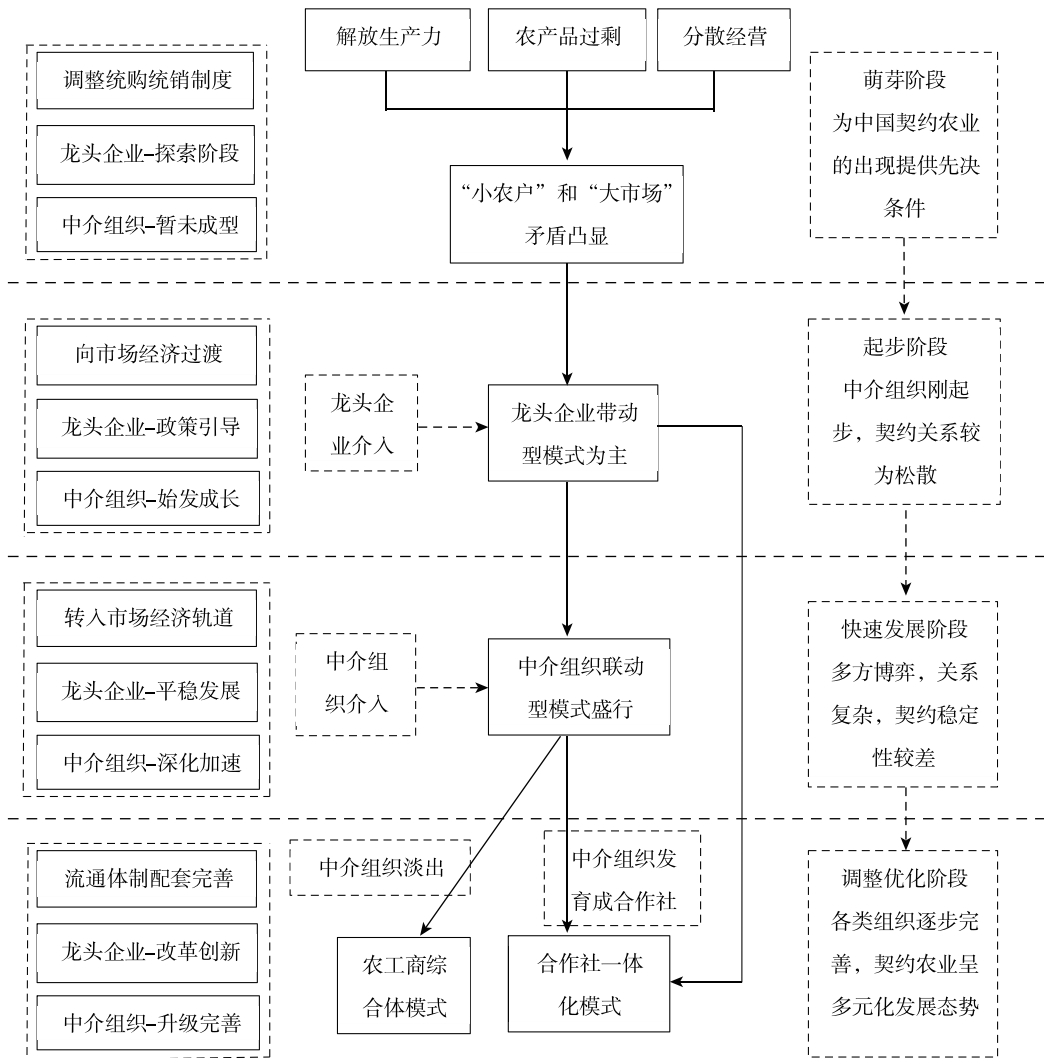 解放生产力
农产品过剩
分散经营
调整统购统销制度
龙头企业–探索阶段
中介组织–暂未成型
“小农户”和“大市场”
矛盾凸显
萌芽阶段
为中国契约农业
的出现提供先决
条件
向市场经济过渡
龙头企业–政策引导
中介组织–始发成长
龙头企
业介入
龙头企业带动
型模式为主
起步阶段
中介组织刚起
步，契约关系较
为松散
转入市场经济轨道
龙头企业–平稳发展
中介组织–深化加速
中介组
织介入
中介组织联动
型模式盛行
快速发展阶段
多方博弈，关系
复杂，契约稳定
性较差
流通体制配套完善
龙头企业–改革创新
中介组织–升级完善
中介组织淡出
中介组织发
育成合作社
农工商综
合体模式
合作社一体
化模式
调整优化阶段
各类组织逐步完
善，契约农业呈
多元化发展态势